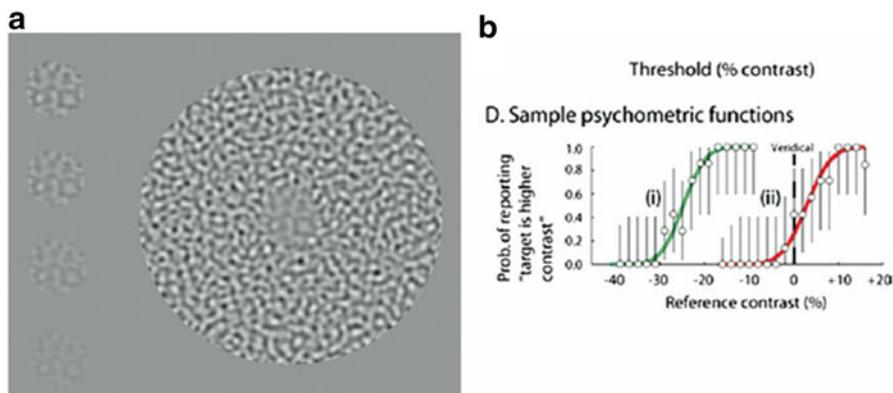 a
b
Threshold (% contrast)
D. Sample psychometric functions
Prob. of reporting
"target is higher
contrast"
1.0
0.8
0.6
0.4
0.2
0.0
(i)
(ii)
Veridical
-40 -30 -20 -10 0 +10 +20
Reference contrast (%)